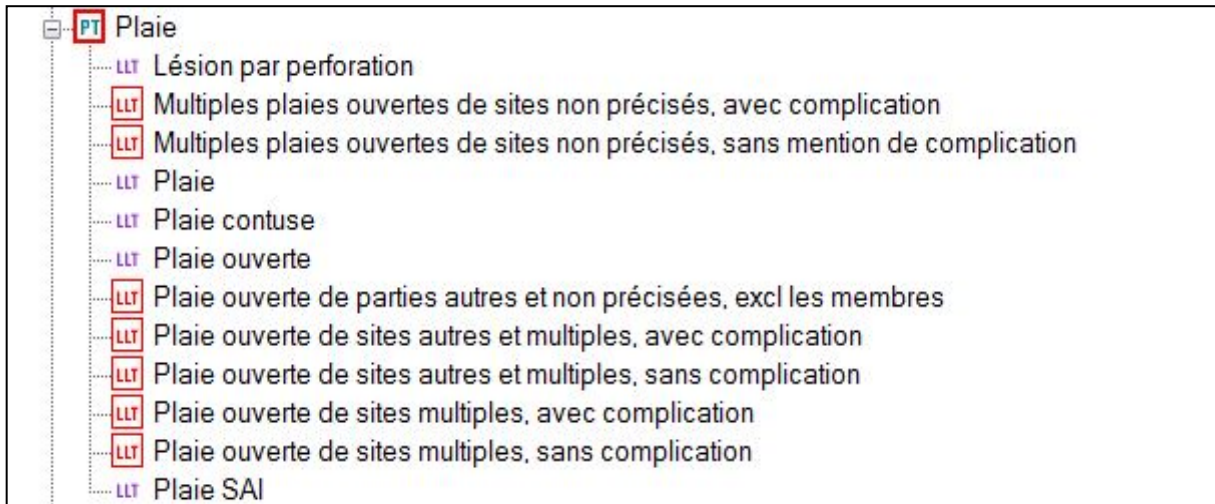 PT Plaie
LLT Lésion par perforation
LLT Multiples plaies ouvertes de sites non précisés, avec complication
LLT Multiples plaies ouvertes de sites non précisés, sans mention de complication
LLT Plaie
LLT Plaie contuse
LLT Plaie ouverte
LLT Plaie ouverte de parties autres et non précisées, excl les membres
LLT Plaie ouverte de sites autres et multiples, avec complication
LLT Plaie ouverte de sites autres et multiples, sans complication
LLT Plaie ouverte de sites multiples, avec complication
LLT Plaie ouverte de sites multiples, sans complication
LLT Plaie SAI